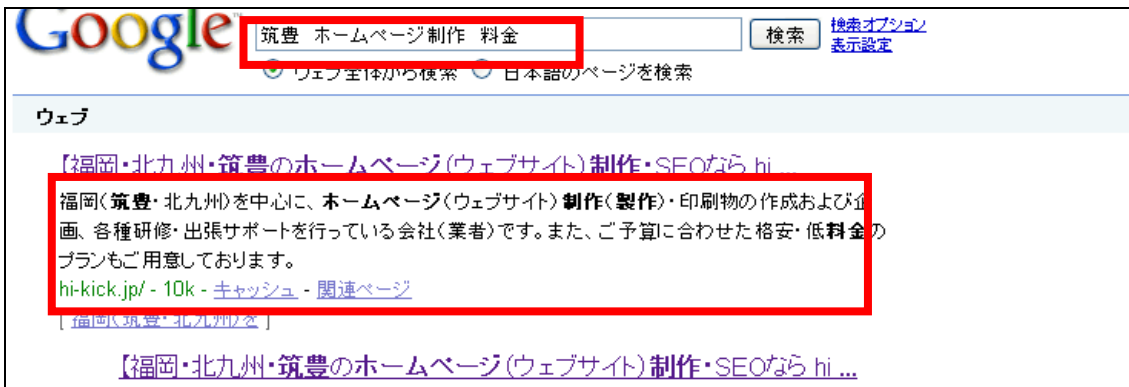 Google
筑豊 ホームページ制作 料金
検索
検索オプション
表示設定
ウェブ全体から検索 日本語のページを検索
ウェブ
【福岡・北九州・筑豊のホームページ(ウェブサイト)制作・SEOなら hi ...
福岡(筑豊・北九州)を中心に、ホームページ(ウェブサイト)制作(製作)・印刷物の作成および企
画、各種研修・出張サポートを行っている会社(業者)です。また、ご予算に合わせた格安・低料金の
プランもご用意しております。
hi-kick.jp/ - 10k - キャッシュ - 関連ページ
[ 福岡(筑豊・北九州)を ]
【福岡・北九州・筑豊のホームページ(ウェブサイト)制作・SEOなら hi ...